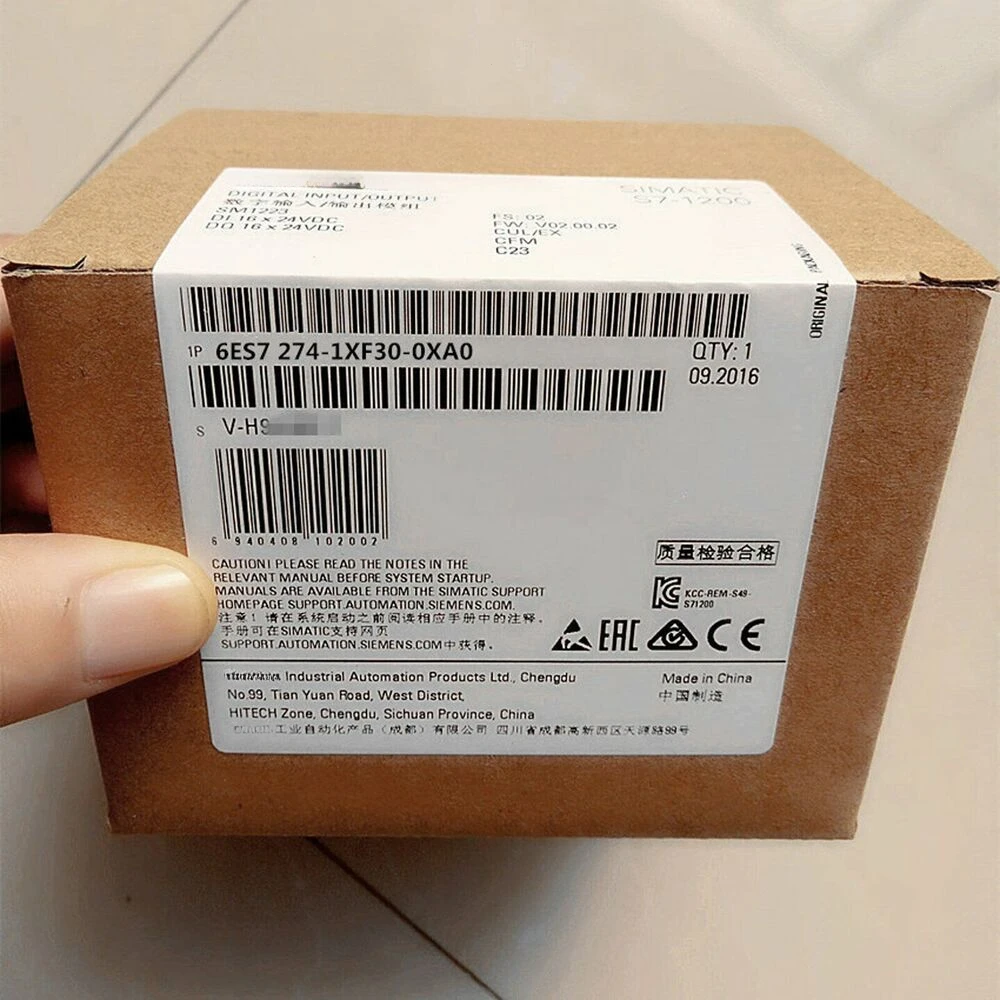 DIGITAL INPUT/OUTPUT
数字输入/输出模组
SM1223
DI 16 x 24VDC
DO 16 x 24VDC
FS: 02
FW: V02.00.02
CUL/EX
CFM
C23
SIMATIC
S7-1200
ORIGINAL
PACKAGING
1P 6ES7 274-1XF30-0XA0
QTY: 1
09.2016
S V-H9
6 940408 102002
CAUTION! PLEASE READ THE NOTES IN THE
RELEVANT MANUAL BEFORE SYSTEM STARTUP.
MANUALS ARE AVAILABLE FROM THE SIMATIC SUPPORT
HOMEPAGE SUPPORT.AUTOMATION.SIEMENS.COM.
注意！请在系统启动之前阅读相应手册中的注释。
手册可在SIMATIC支持网页
SUPPORT.AUTOMATION.SIEMENS.COM中获得。
质量检验合格
KCC-REM-S49-
S71200
EAC CE
Industrial Automation Products Ltd., Chengdu
No.99, Tian Yuan Road, West District,
HITECH Zone, Chengdu, Sichuan Province, China
工业自动化产品（成都）有限公司 四川省成都高新西区天源路99号
Made in China
中国制造